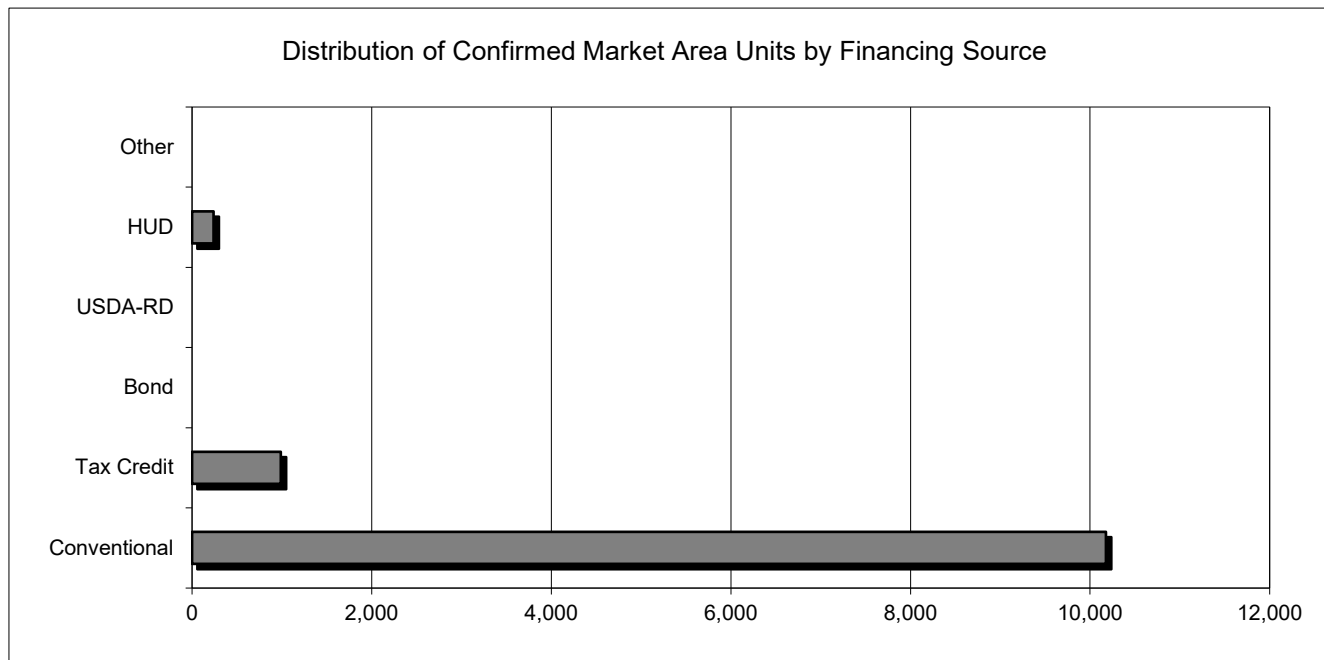 Distribution of Confirmed Market Area Units by Financing Source
Other
HUD
USDA-RD
Bond
Tax Credit
Conventional
0 2,000 4,000 6,000 8,000 10,000 12,000